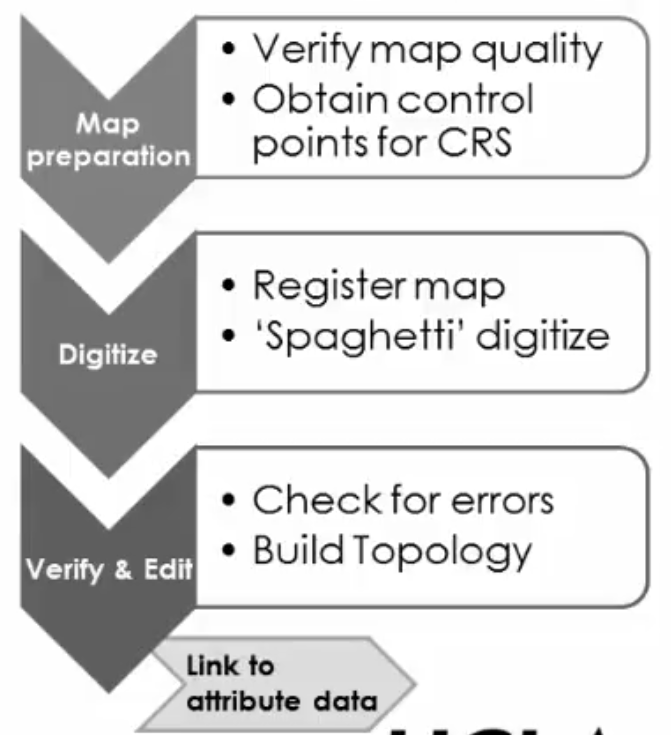 Map
preparation
• Verify map quality
• Obtain control
points for CRS
Digitize
• Register map
• ‘Spaghetti’ digitize
Verify & Edit
• Check for errors
• Build Topology
Link to
attribute data